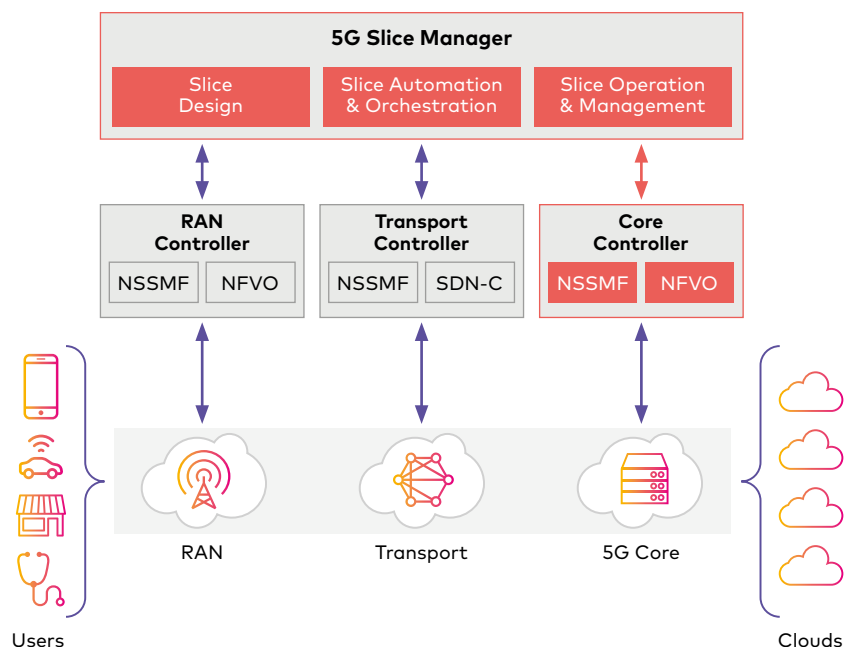 5G Slice Manager
Slice
Design
Slice Automation
& Orchestration
Slice Operation
& Management
RAN
Controller
NSSMF
NFVO
Transport
Controller
NSSMF
SDN-C
Core
Controller
NSSMF
NFVO
RAN
Transport
5G Core
Users
Clouds